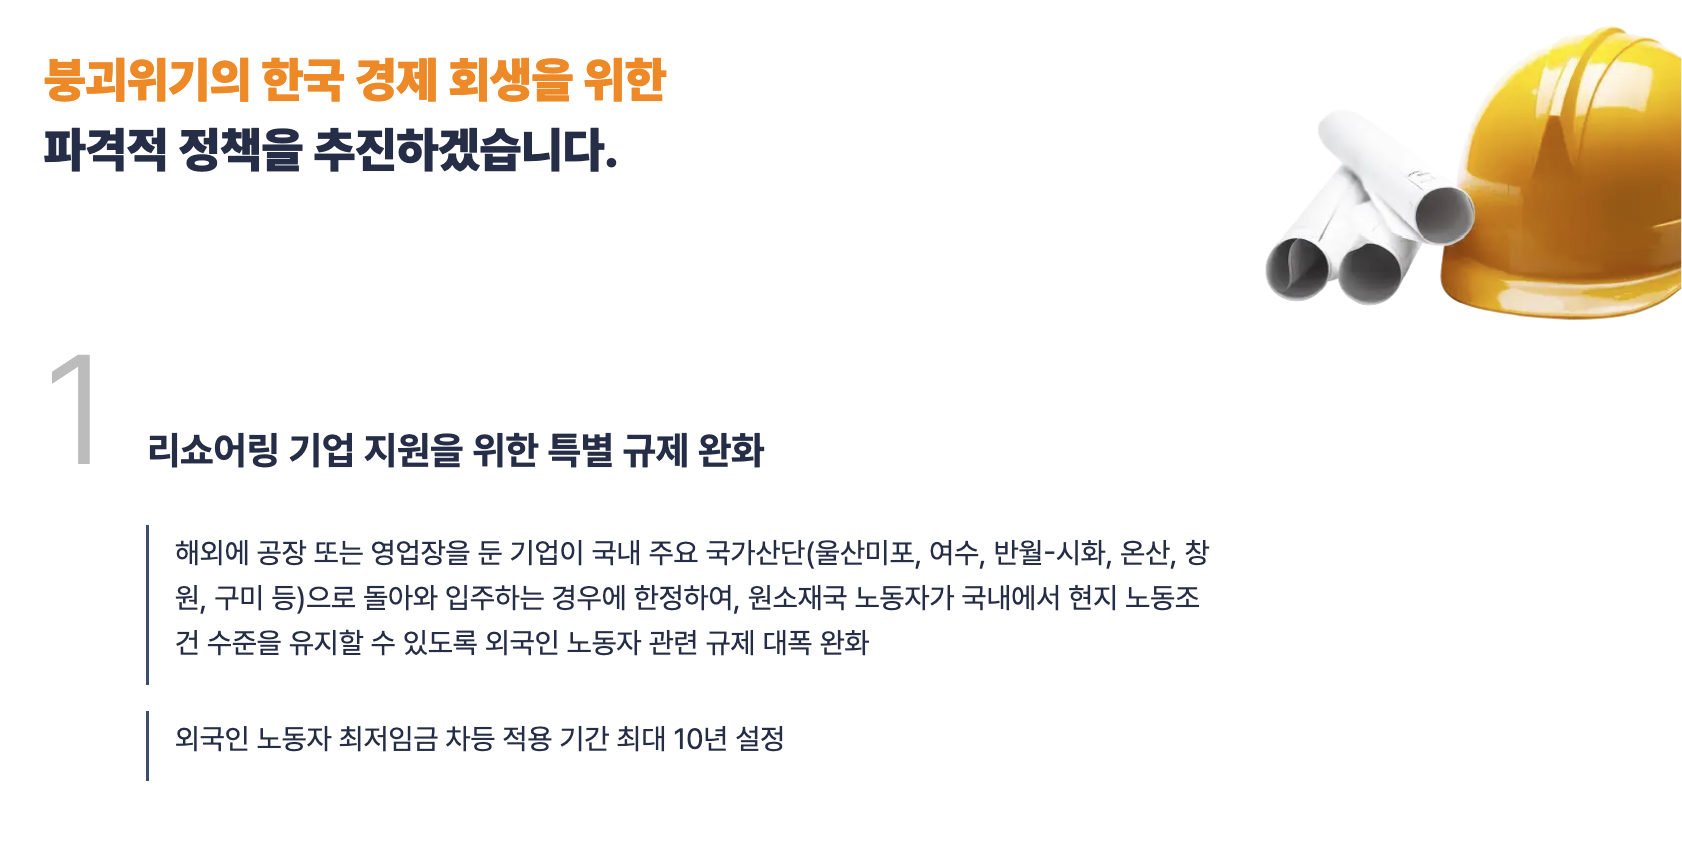 붕괴위기의 한국 경제 회생을 위한
파격적 정책을 추진하겠습니다.
1
리쇼어링 기업 지원을 위한 특별 규제 완화
해외에 공장 또는 영업장을 둔 기업이 국내 주요 국가산단(울산미포, 여수, 반월-시화, 온산, 창
원, 구미 등)으로 돌아와 입주하는 경우에 한정하여, 원소재국 노동자가 국내에서 현지 노동조
건 수준을 유지할 수 있도록 외국인 노동자 관련 규제 대폭 완화
외국인 노동자 최저임금 차등 적용 기간 최대 10년 설정